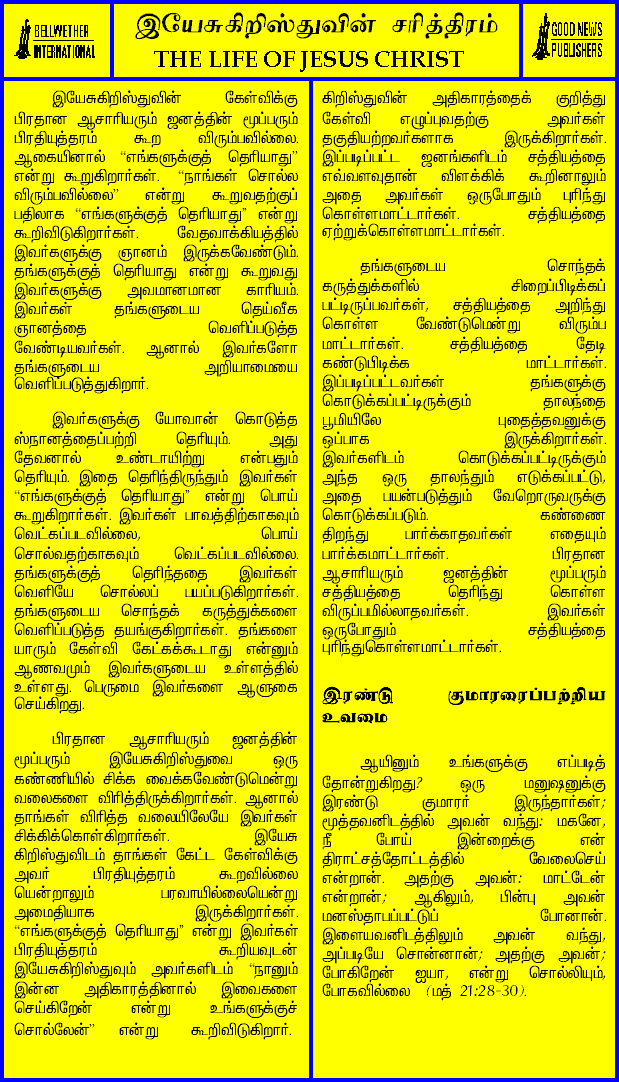 BELLWETHER
INTERNATIONAL
இயேசுகிறிஸ்துவின் சரித்திரம்
THE LIFE OF JESUS CHRIST
GOOD NEWS
PUBLISHERS
இயேசுகிறிஸ்துவின் கேள்விக்கு
பிரதான ஆசாரியரும் ஜனத்தின் மூப்பரும்
பிரதியுத்தரம் கூற விரும்பவில்லை.
ஆகையினால் “எங்களுக்குத் தெரியாது”
என்று கூறுகிறார்கள். “நாங்கள் சொல்ல
விரும்பவில்லை” என்று கூறுவதற்குப்
பதிலாக “எங்களுக்குத் தெரியாது” என்று
கூறிவிடுகிறார்கள். வேதவாக்கியத்தில்
இவர்களுக்கு ஞானம் இருக்கவேண்டும்.
தங்களுக்குத் தெரியாது என்று கூறுவது
இவர்களுக்கு அவமானமான காரியம்.
இவர்கள் தங்களுடைய தெய்வீக
ஞானத்தை வெளிப்படுத்த
வேண்டியவர்கள். ஆனால் இவர்களோ
தங்களுடைய அறியாமையை
வெளிப்படுத்துகிறார்.
இவர்களுக்கு யோவான் கொடுத்த
ஸ்நானத்தைப்பற்றி தெரியும். அது
தேவனால் உண்டாயிற்று என்பதும்
தெரியும். இதை தெரிந்திருந்தும் இவர்கள்
“எங்களுக்குத் தெரியாது” என்று பொய்
கூறுகிறார்கள். இவர்கள் பாவத்திற்காகவும்
வெட்கப்படவில்லை, பொய்
சொல்வதற்காகவும் வெட்கப்படவில்லை.
தங்களுக்குத் தெரிந்ததை இவர்கள்
வெளியே சொல்லப் பயப்படுகிறார்கள்.
தங்களுடைய சொந்தக் கருத்துக்களை
வெளிப்படுத்த தயங்குகிறார்கள். தங்களை
யாரும் கேள்வி கேட்கக்கூடாது என்னும்
ஆணவமும் இவர்களுடைய உள்ளத்தில்
உள்ளது. பெருமை இவர்களை ஆளுகை
செய்கிறது.
பிரதான ஆசாரியரும் ஜனத்தின்
மூப்பரும் இயேசுகிறிஸ்துவை ஒரு
கண்ணியில் சிக்க வைக்கவேண்டுமென்று
வலைகளை விரித்திருக்கிறார்கள். ஆனால்
தாங்கள் விரித்த வலையிலேயே இவர்கள்
சிக்கிக்கொள்கிறார்கள். இயேசு
கிறிஸ்துவிடம் தாங்கள் கேட்ட கேள்விக்கு
அவர் பிரதியுத்தரம் கூறவில்லை
யென்றாலும் பரவாயில்லையென்று
அமைதியாக இருக்கிறார்கள்.
“எங்களுக்குத் தெரியாது” என்று இவர்கள்
பிரதியுத்தரம் கூறியவுடன்
இயேசுகிறிஸ்துவும் அவர்களிடம் “நானும்
இன்ன அதிகாரத்தினால் இவைகளை
செய்கிறேன் என்று உங்களுக்குச்
சொல்லேன்” என்று கூறிவிடுகிறார்.
கிறிஸ்துவின் அதிகாரத்தைக் குறித்து
கேள்வி எழுப்புவதற்கு அவர்கள்
தகுதியற்றவர்களாக இருக்கிறார்கள்.
இப்படிப்பட்ட ஜனங்களிடம் சத்தியத்தை
எவ்வளவுதான் விளக்கிக் கூறினாலும்
அதை அவர்கள் ஒருபோதும் புரிந்து
கொள்ளமாட்டார்கள். சத்தியத்தை
ஏற்றுக்கொள்ளமாட்டார்கள்.
தங்களுடைய சொந்தக்
கருத்துக்களில் சிறைப்பிடிக்கப்
பட்டிருப்பவர்கள், சத்தியத்தை அறிந்து
கொள்ள வேண்டுமென்று விரும்ப
மாட்டார்கள். சத்தியத்தை தேடி
கண்டுபிடிக்க மாட்டார்கள்.
இப்படிப்பட்டவர்கள் தங்களுக்கு
கொடுக்கப்பட்டிருக்கும் தாலந்தை
பூமியிலே புதைத்தவனுக்கு
ஒப்பாக இருக்கிறார்கள்.
இவர்களிடம் கொடுக்கப்பட்டிருக்கும்
அந்த ஒரு தாலந்தும் எடுக்கப்பட்டு,
அதை பயன்படுத்தும் வேறொருவருக்கு
கொடுக்கப்படும். கண்ணை
திறந்து பார்க்காதவர்கள் எதையும்
பார்க்கமாட்டார்கள். பிரதான
ஆசாரியரும் ஜனத்தின் மூப்பரும்
சத்தியத்தை தெரிந்து கொள்ள
விருப்பமில்லாதவர்கள். இவர்கள்
ஒருபோதும் சத்தியத்தை
புரிந்துகொள்ளமாட்டார்கள்.
இரண்டு குமாரரைப்பற்றிய
உவமை
ஆயினும் உங்களுக்கு எப்படித்
தோன்றுகிறது? ஒரு மனுஷனுக்கு
இரண்டு குமாரர் இருந்தார்கள்;
மூத்தவனிடத்தில் அவன் வந்து: மகனே,
நீ போய் இன்றைக்கு என்
திராட்சத்தோட்டத்தில் வேலைசெய்
என்றான். அதற்கு அவன்: மாட்டேன்
என்றான்; ஆகிலும், பின்பு அவன்
மனஸ்தாபப்பட்டுப் போனான்.
இளையவனிடத்திலும் அவன் வந்து,
அப்படியே சொன்னான்; அதற்கு அவன்;
போகிறேன் ஐயா, என்று சொல்லியும்,
போகவில்லை (மத் 21:28-30).